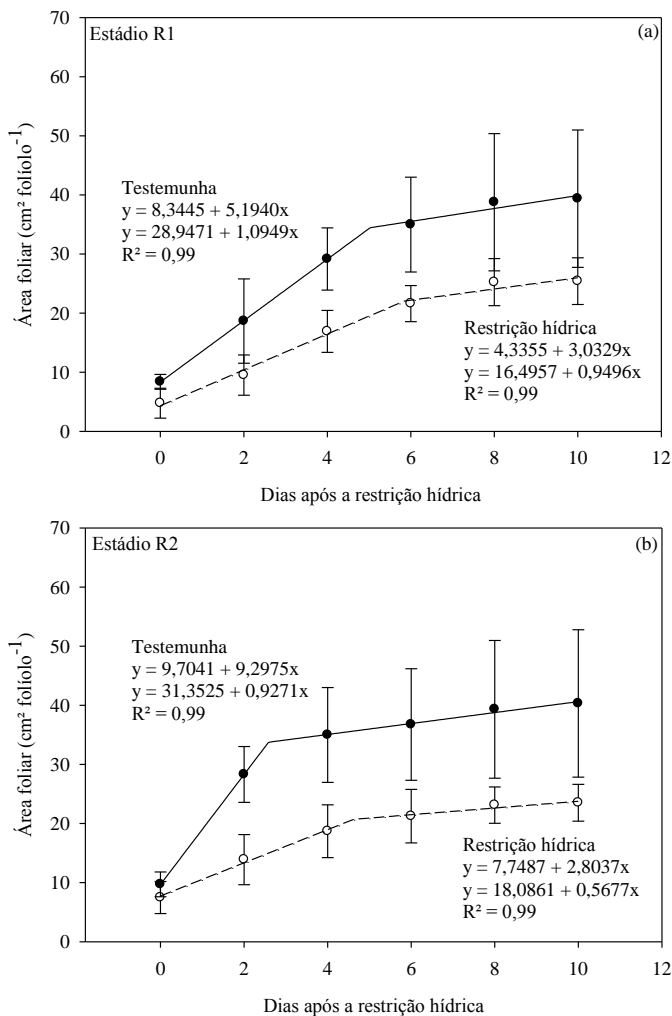 Estádio R1
(a)
Área foliar (cm² folíolo⁻¹)
70
60
50
40
30
20
10
0
Testemunha
y = 8,3445 + 5,1940x
y = 28,9471 + 1,0949x
R² = 0,99
Restrição hídrica
y = 4,3355 + 3,0329x
y = 16,4957 + 0,9496x
R² = 0,99
0 2 4 6 8 10 12
Dias após a restrição hídrica
Estádio R2
(b)
Área foliar (cm² folíolo⁻¹)
70
60
50
40
30
20
10
0
Testemunha
y = 9,7041 + 9,2975x
y = 31,3525 + 0,9271x
R² = 0,99
Restrição hídrica
y = 7,7487 + 2,8037x
y = 18,0861 + 0,5677x
R² = 0,99
0 2 4 6 8 10 12
Dias após a restrição hídrica